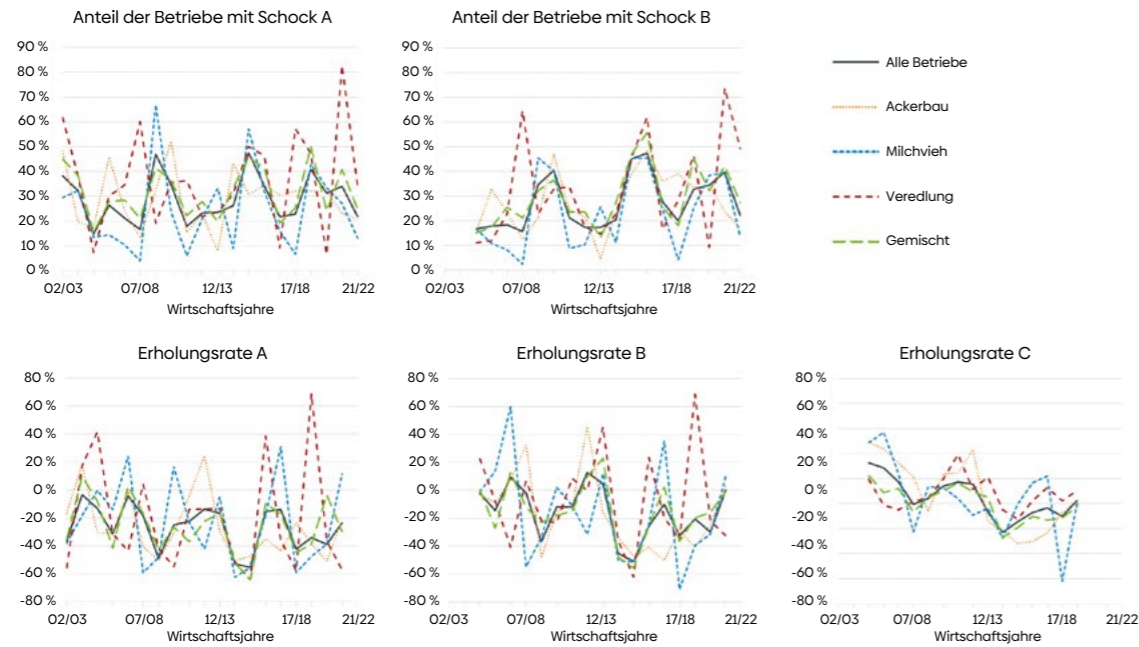 Anteil der Betriebe mit Schock A
90 %
80 %
70 %
60 %
50 %
40 %
30 %
20 %
10 %
0 %
02/03 07/08 12/13 17/18 21/22
Wirtschaftsjahre
Anteil der Betriebe mit Schock B
90 %
80 %
70 %
60 %
50 %
40 %
30 %
20 %
10 %
0 %
02/03 07/08 12/13 17/18 21/22
Wirtschaftsjahre
Alle Betriebe
Ackerbau
Milchvieh
Veredlung
Gemischt
Erholungsrate A
80 %
60 %
40 %
20 %
0 %
-20 %
-40 %
-60 %
-80 %
02/03 07/08 12/13 17/18 21/22
Wirtschaftsjahre
Erholungsrate B
80 %
60 %
40 %
20 %
0 %
-20 %
-40 %
-60 %
-80 %
02/03 07/08 12/13 17/18 21/22
Wirtschaftsjahre
Erholungsrate C
80 %
60 %
40 %
20 %
0 %
-20 %
-40 %
-60 %
-80 %
02/03 07/08 12/13 17/18 21/22
Wirtschaftsjahre